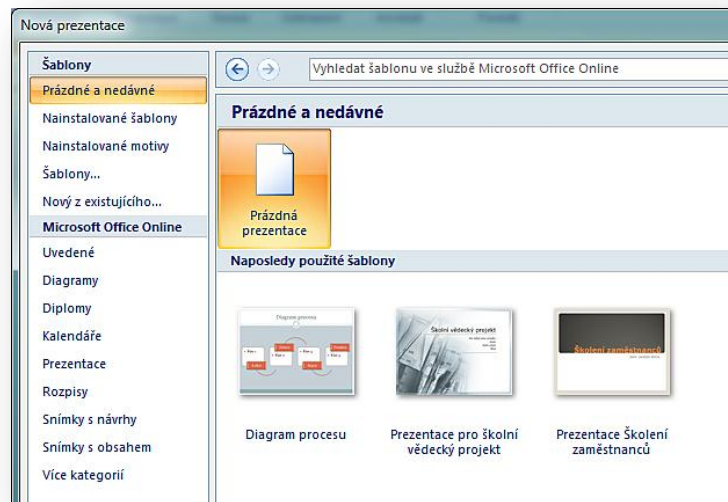 Nová prezentace
Šablony
Prázdné a nedávné
Nainstalované šablony
Nainstalované motivy
Šablony...
Nový z existujícího...
Microsoft Office Online
Uvedené
Diagramy
Diplomy
Kalendáře
Prezentace
Rozpisy
Snímky s návrhy
Snímky s obsahem
Více kategorií
Vyhledat šablonu ve službě Microsoft Office Online
Prázdné a nedávné
Prázdná
prezentace
Naposledy použité šablony
Diagram procesu
Školní vědecký projekt
Školení zaměstnanců
Diagram procesu
Prezentace pro školní
vědecký projekt
Prezentace Školení
zaměstnanců